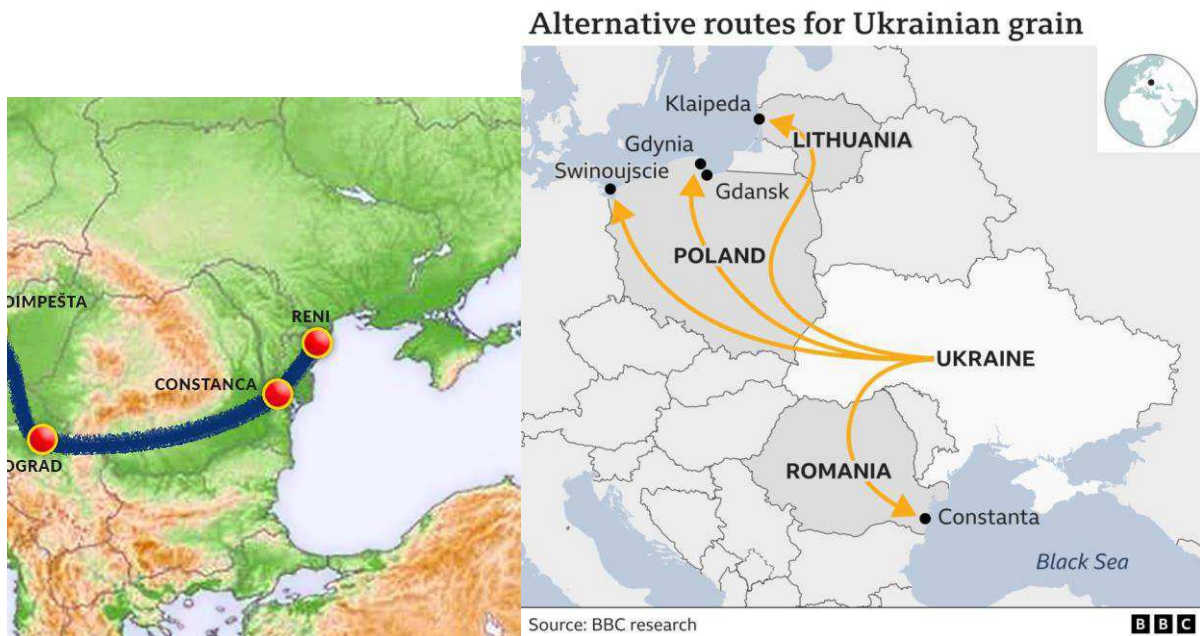 OIMPEŠTA
RENI
CONSTANCA
OGRAD
Alternative routes for Ukrainian grain
Klaipeda
LITHUANIA
Gdynia
Swinoujscie
Gdansk
POLAND
UKRAINE
ROMANIA
Constanta
Black Sea
Source: BBC research
BBC